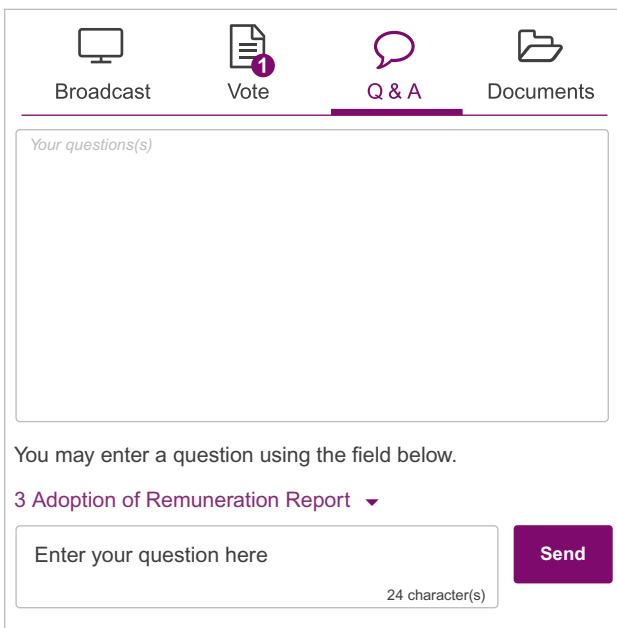 Broadcast
1
Vote
Q & A
Documents
Your questions(s)
You may enter a question using the field below.
3 Adoption of Remuneration Report
Enter your question here
24 character(s)
Send